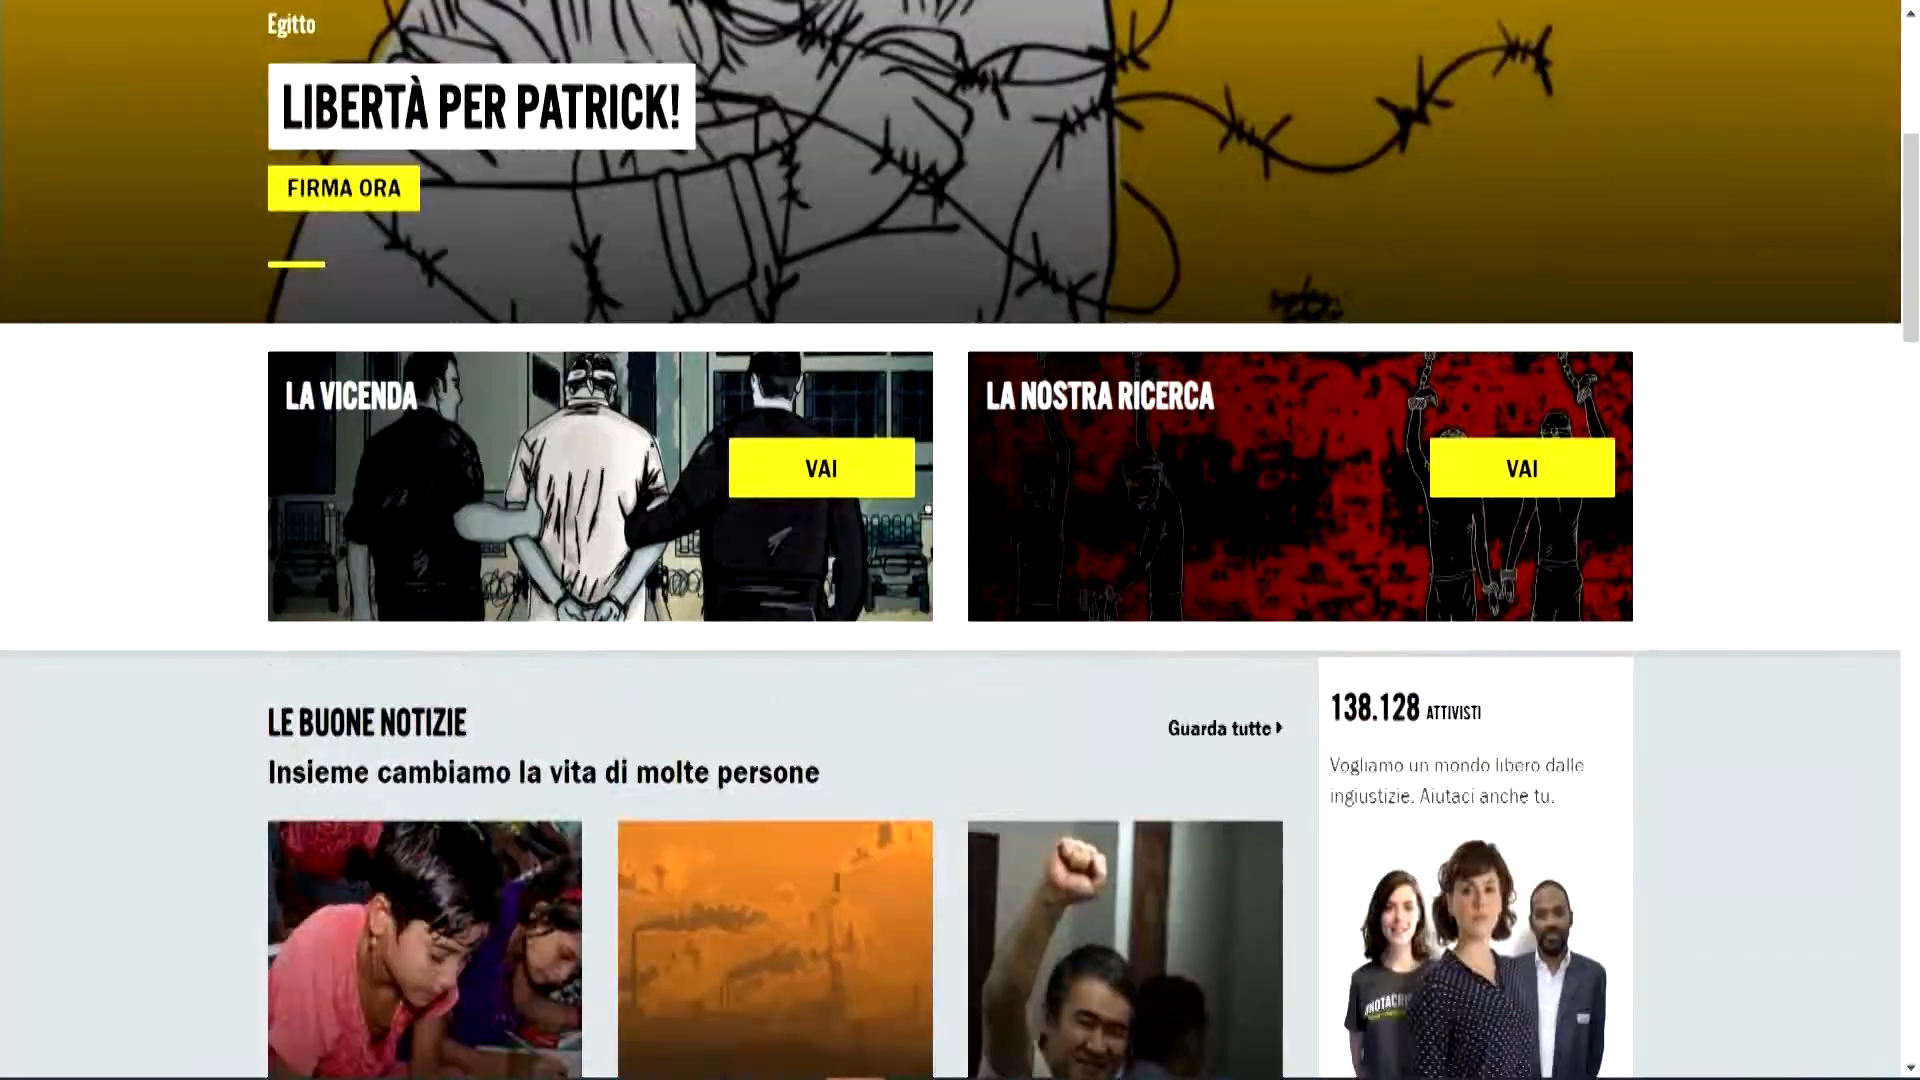 Egitto
LIBERTÀ PER PATRICK!
FIRMA ORA
LA VICENDA
VAI
LA NOSTRA RICERCA
VAI
LE BUONE NOTIZIE
Guarda tutte
Insieme cambiamo la vita di molte persone
138.128 ATTIVISTI
Vogliamo un mondo libero dalle
ingiustizie. Aiutaci anche tu.